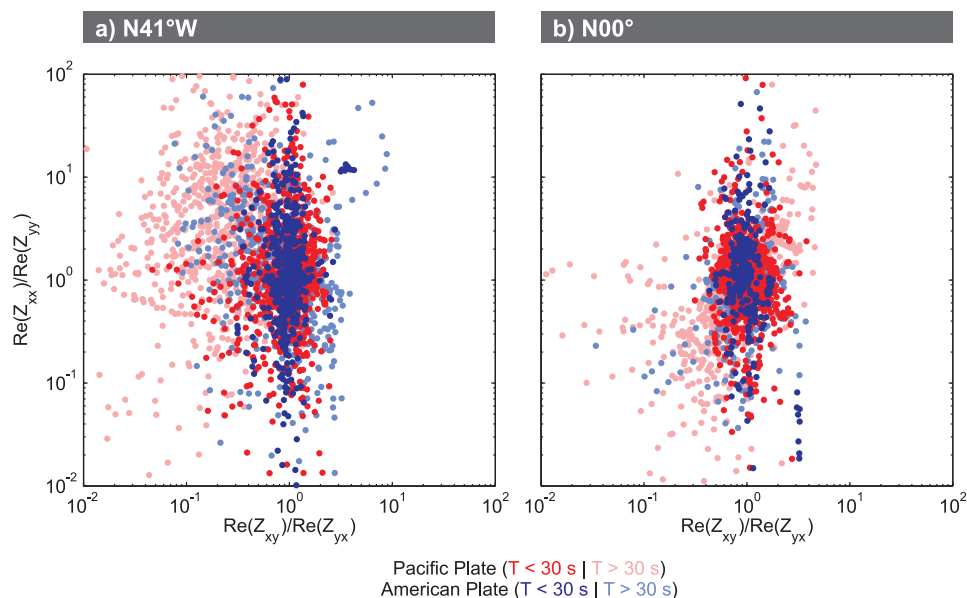 a) N41°W
b) N00°
10²
10¹
10⁰
10⁻¹
10⁻²
Re(Zxx)/Re(Zyy)
10⁻² 10⁻¹ 10⁰ 10¹ 10²
Re(Zxy)/Re(Zyx)
10⁻¹ 10⁰ 10¹ 10²
Re(Zxy)/Re(Zyx)
Pacific Plate (T < 30 s | T > 30 s)
American Plate (T < 30 s | T > 30 s)